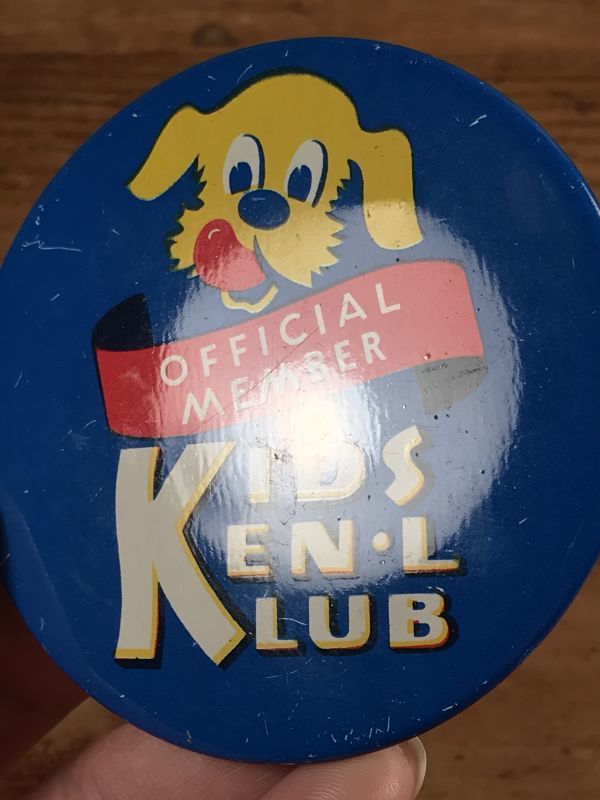 OFFICIAL
MEMBER
KIDS
KEN·L
KLUB